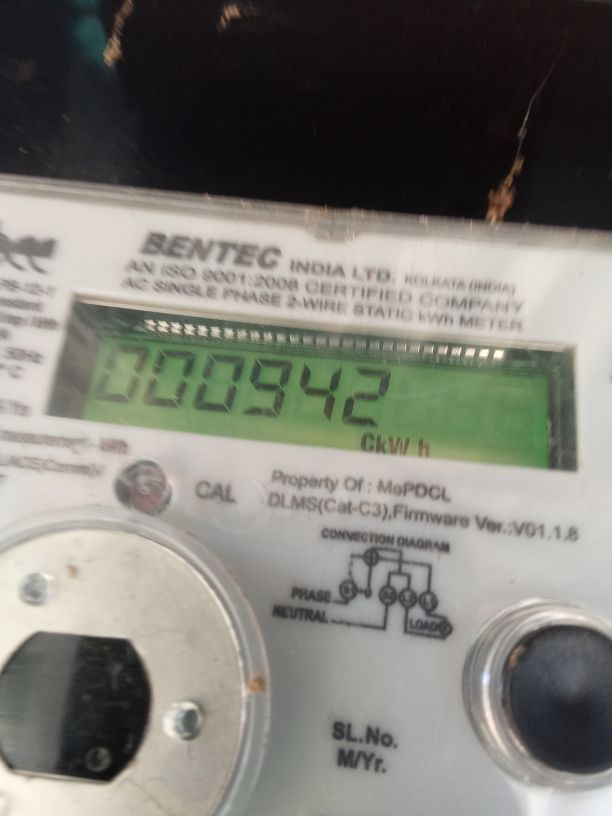 BENTEC INDIA LTD. KOLKATA (INDIA)
AN ISO 9001:2008 CERTIFIED COMPANY
AC SINGLE PHASE 2-WIRE STATIC kWh METER
000942
CkW h
CAL
Property Of : MePDCL
DLMS(Cat-C3),Firmware Ver.:V01.1.8
CONNECTION DIAGRAM
PHASE
NEUTRAL
LOAD
SL.No.
M/Yr.